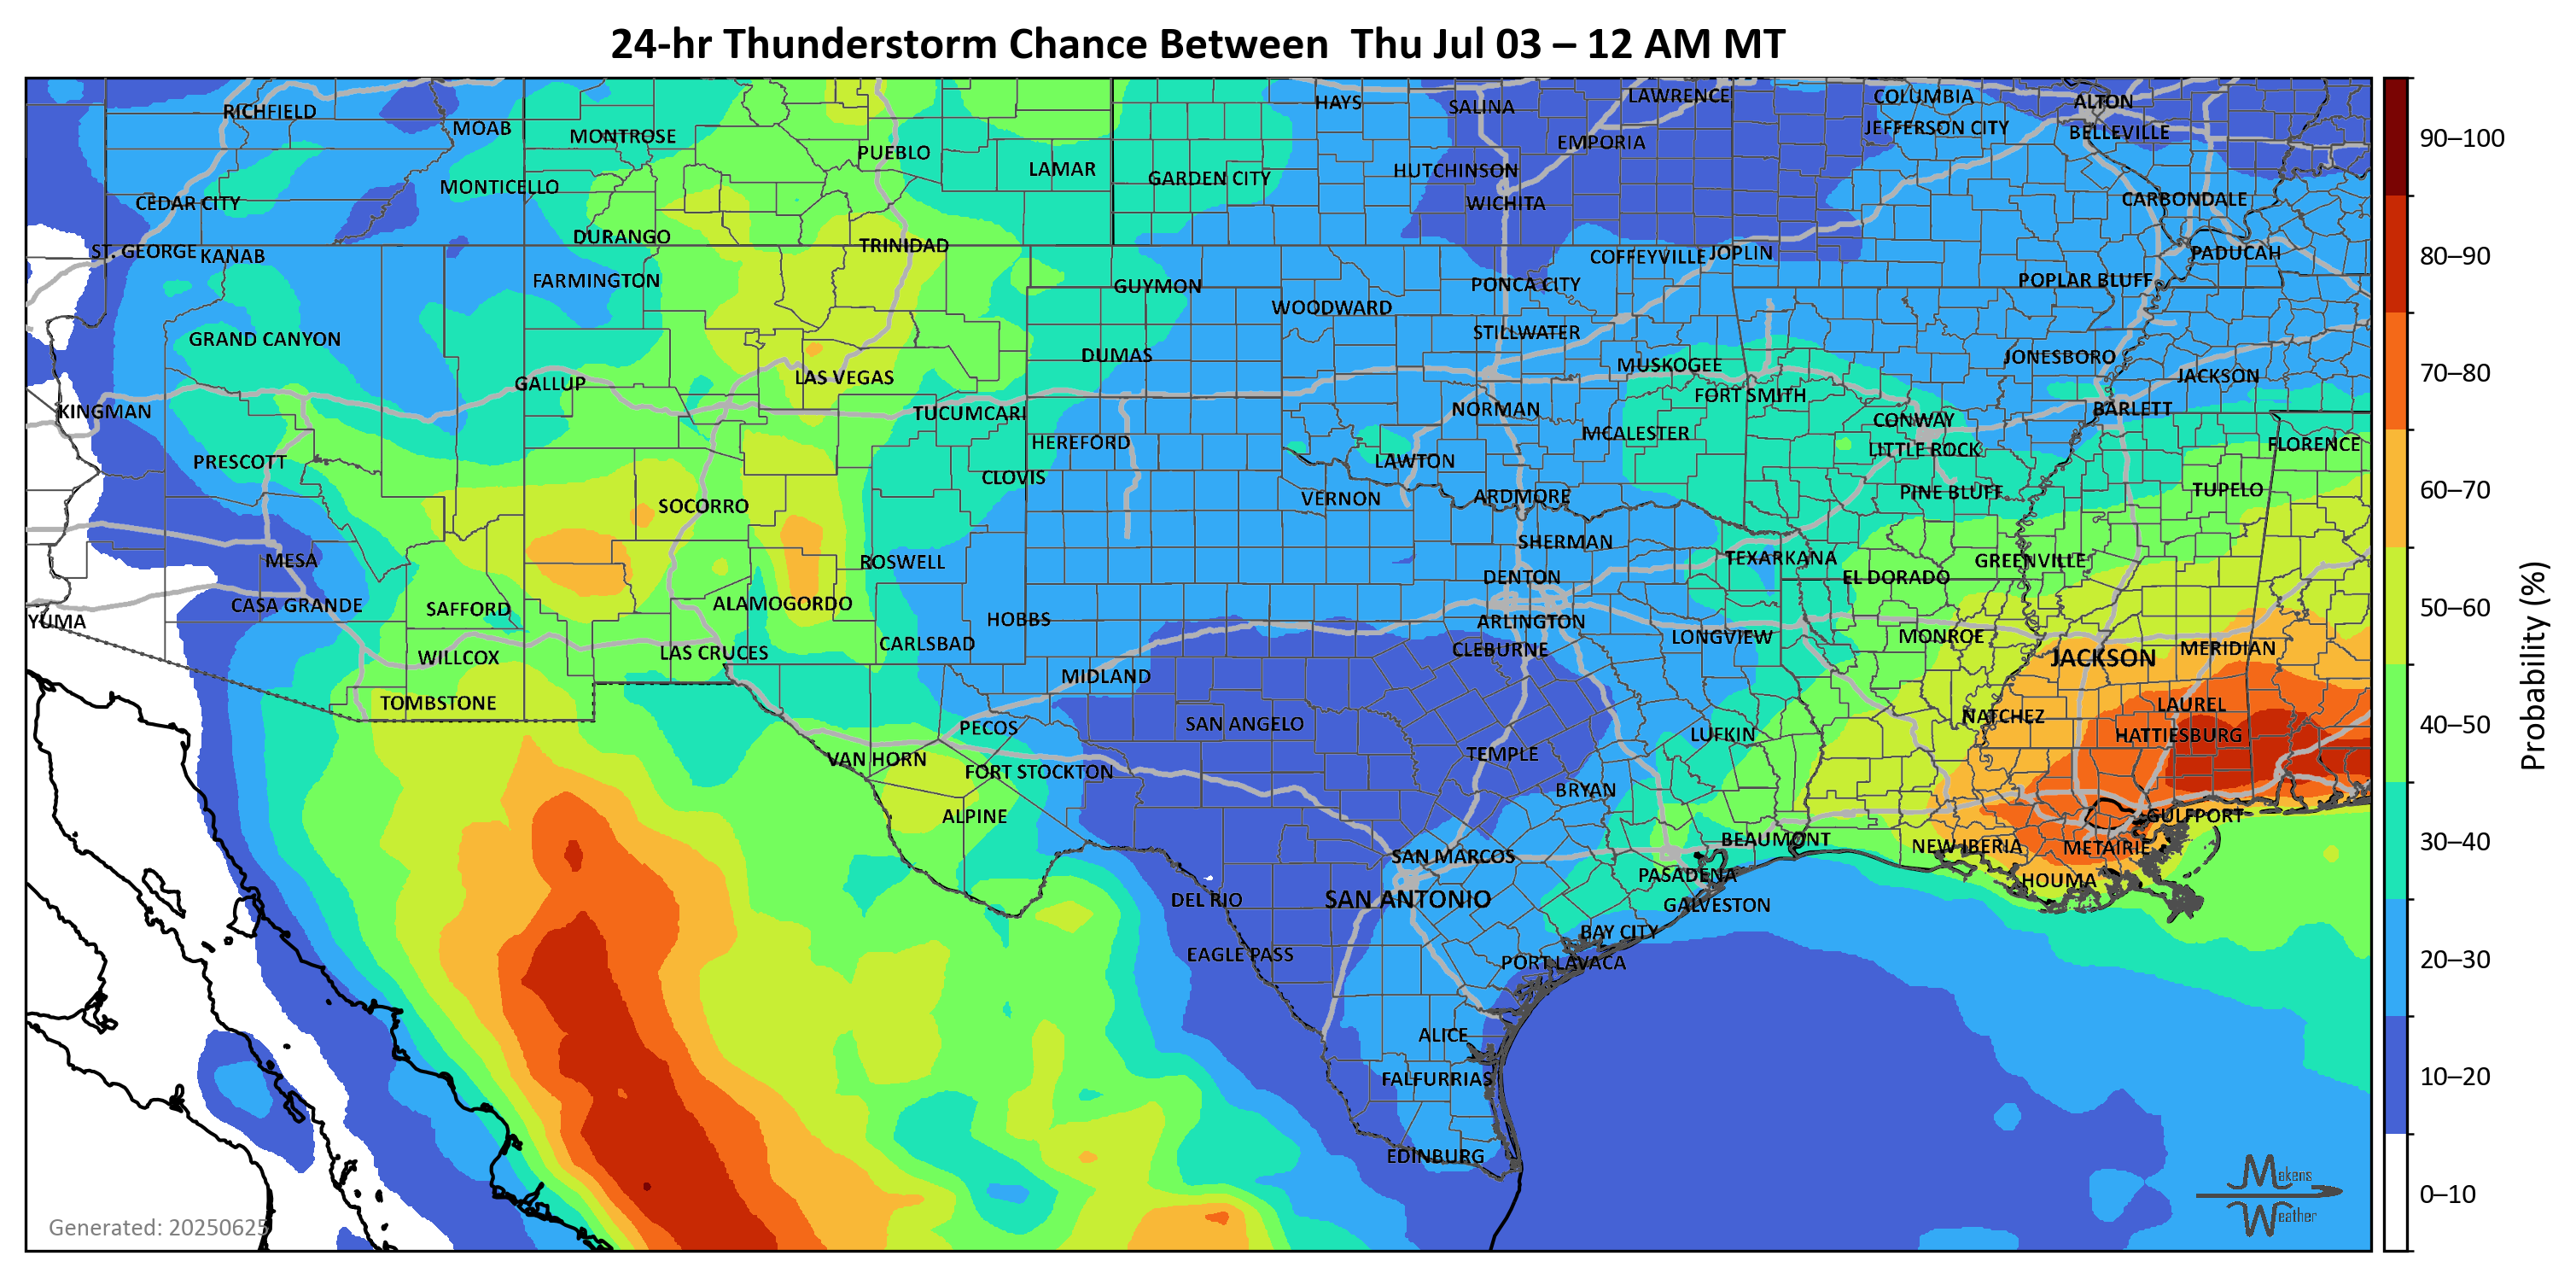 24-hr Thunderstorm Chance Between  Thu Jul 03 – 12 AM MT
RICHFIELD
MOAB
MONTROSE
PUEBLO
LAMAR
HAYS
SALINA
LAWRENCE
COLUMBIA
ALTON
JEFFERSON CITY
BELLEVILLE
EMPORIA
HUTCHINSON
GARDEN CITY
MONTICELLO
CEDAR CITY
WICHITA
CARBONDALE
DURANGO
TRINIDAD
ST. GEORGE
KANAB
COFFEYVILLE
JOPLIN
PADUCAH
FARMINGTON
GUYMON
PONCA CITY
POPLAR BLUFF
WOODWARD
STILLWATER
GRAND CANYON
DUMAS
MUSKOGEE
JONESBORO
JACKSON
GALLUP
LAS VEGAS
FORT SMITH
KINGMAN
TUCUMCARI
NORMAN
CONWAY
BARLETT
HEREFORD
MCALESTER
LITTLE ROCK
FLORENCE
PRESCOTT
CLOVIS
LAWTON
VERNON
ARDMORE
PINE BLUFF
TUPELO
SOCORRO
SHERMAN
MESA
ROSWELL
TEXARKANA
GREENVILLE
DENTON
EL DORADO
CASA GRANDE
SAFFORD
ALAMOGORDO
HOBBS
ARLINGTON
YUMA
CARLSBAD
LONGVIEW
MONROE
WILLCOX
LAS CRUCES
CLEBURNE
JACKSON
MERIDIAN
MIDLAND
TOMBSTONE
LAUREL
PECOS
SAN ANGELO
NATCHEZ
LUFKIN
HATTIESBURG
VAN HORN
FORT STOCKTON
TEMPLE
BRYAN
ALPINE
GULFPORT
BEAUMONT
NEW IBERIA
METAIRIE
SAN MARCOS
PASADENA
HOUMA
DEL RIO
SAN ANTONIO
GALVESTON
BAY CITY
EAGLE PASS
PORT LAVACA
ALICE
FALFURRIAS
EDINBURG
Generated: 20250625
Makens
Weather
90–100
80–90
70–80
60–70
50–60
40–50
30–40
20–30
10–20
0–10
Probability (%)